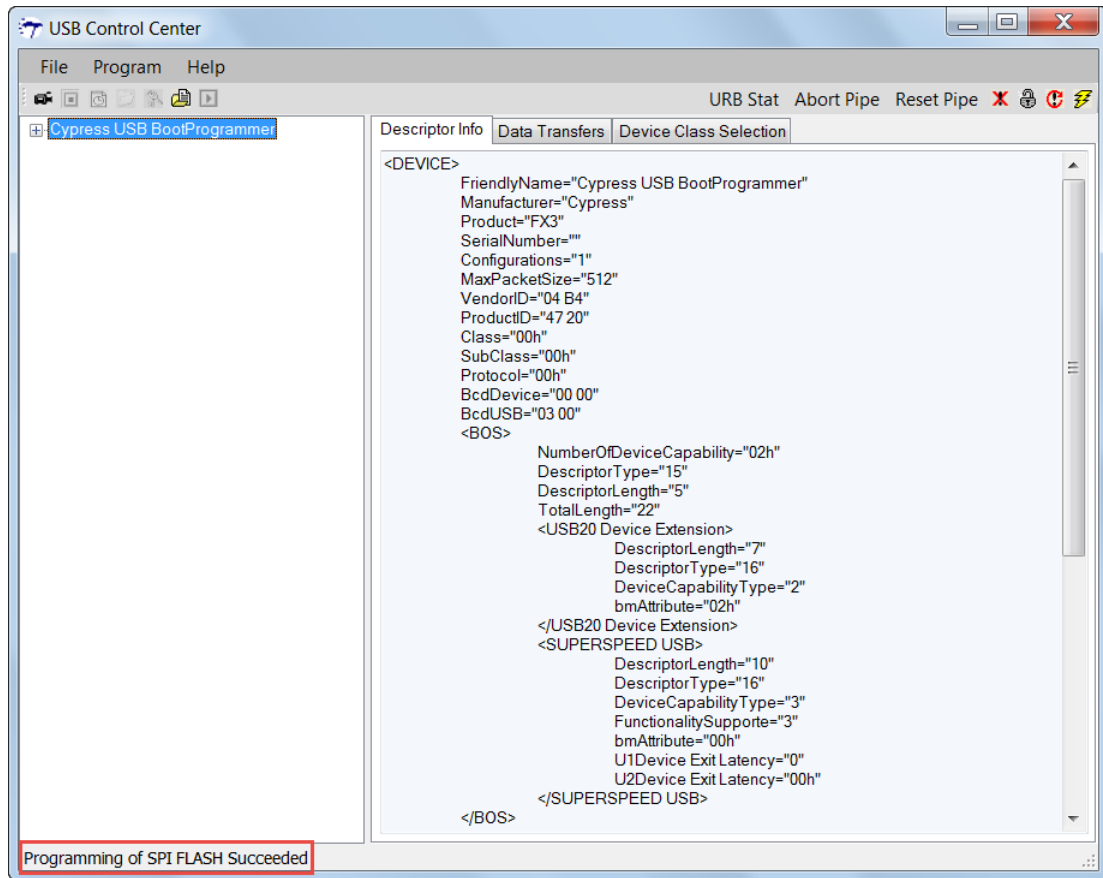 USB Control Center
File Program Help
URB Stat Abort Pipe Reset Pipe
Cypress USB BootProgrammer
Descriptor Info Data Transfers Device Class Selection
<DEVICE>
FriendlyName="Cypress USB BootProgrammer"
Manufacturer="Cypress"
Product="FX3"
SerialNumber=""
Configurations="1"
MaxPacketSize="512"
VendorID="04 B4"
ProductID="47 20"
Class="00h"
SubClass="00h"
Protocol="00h"
BcdDevice="00 00"
BcdUSB="03 00"
<BOS>
NumberOfDeviceCapability="02h"
DescriptorType="15"
DescriptorLength="5"
TotalLength="22"
<USB20 Device Extension>
DescriptorLength="7"
DescriptorType="16"
DeviceCapabilityType="2"
bmAttribute="02h"
</USB20 Device Extension>
<SUPERSPEED USB>
DescriptorLength="10"
DescriptorType="16"
DeviceCapabilityType="3"
FunctionalitySupporte="3"
bmAttribute="00h"
U1Device Exit Latency="0"
U2Device Exit Latency="00h"
</SUPERSPEED USB>
</BOS>
Programming of SPI FLASH Succeeded